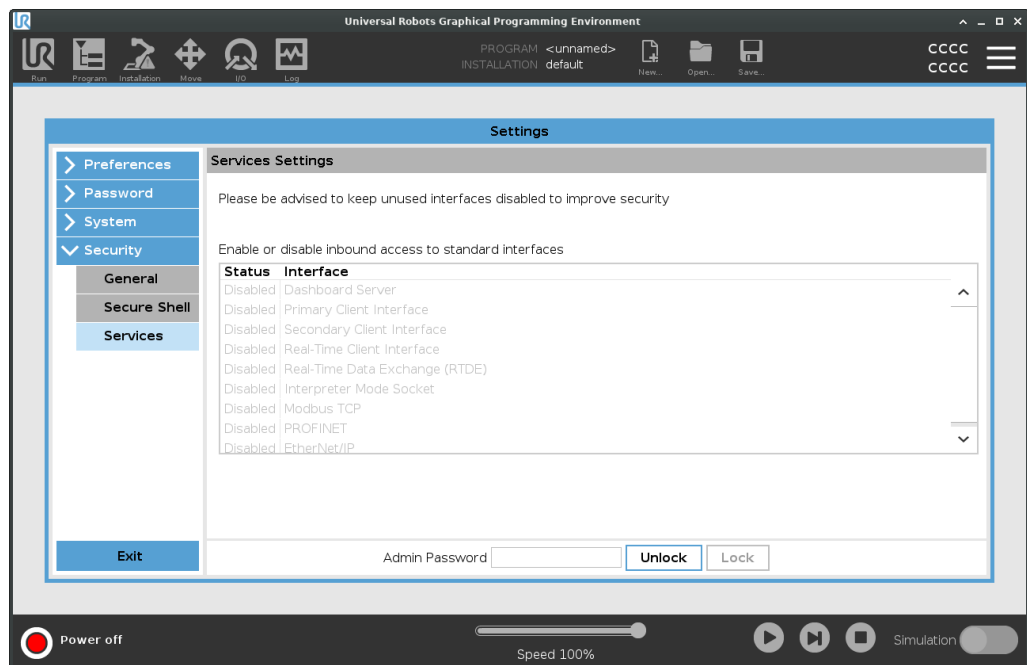 UR
Universal Robots Graphical Programming Environment
UR
Run
Program
Installation
Move
I/O
Log
PROGRAM <unnamed>
INSTALLATION default
New...
Open...
Save...
CCCC
CCCC
Settings
Preferences
Password
System
Security
General
Secure Shell
Services
Exit
Services Settings
Please be advised to keep unused interfaces disabled to improve security
Enable or disable inbound access to standard interfaces
Status Interface
Disabled Dashboard Server
Disabled Primary Client Interface
Disabled Secondary Client Interface
Disabled Real-Time Client Interface
Disabled Real-Time Data Exchange (RTDE)
Disabled Interpreter Mode Socket
Disabled Modbus TCP
Disabled PROFINET
Disabled EtherNet/IP
Admin Password
Unlock
Lock
Power off
Speed 100%
Simulation